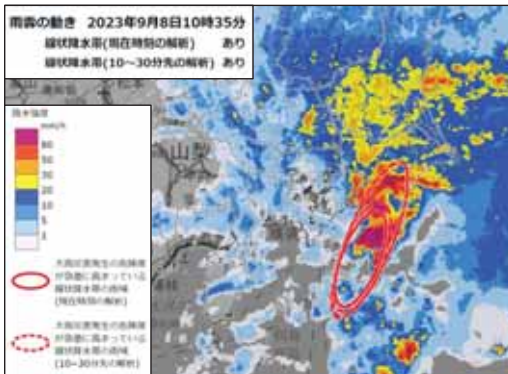 雨雲の動き 2023年9月8日10時35分
線状降水帯(現在時刻の解析) あり
線状降水帯(10～30分先の解析) あり
松本
山梨
降水強度
mm/h
80
50
30
20
10
5
1
大雨災害発生の危険度
が急激に高まっている
線状降水帯の雨域
(現在時刻の解析)
大雨災害発生の危険度
が急激に高まっている
線状降水帯の雨域
(10~30分先の解析)